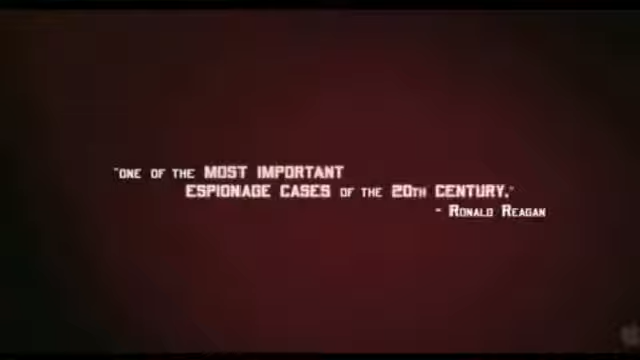 "ONE OF THE MOST IMPORTANT
ESPIONAGE CASES OF THE 20TH CENTURY."
- RONALD REAGAN